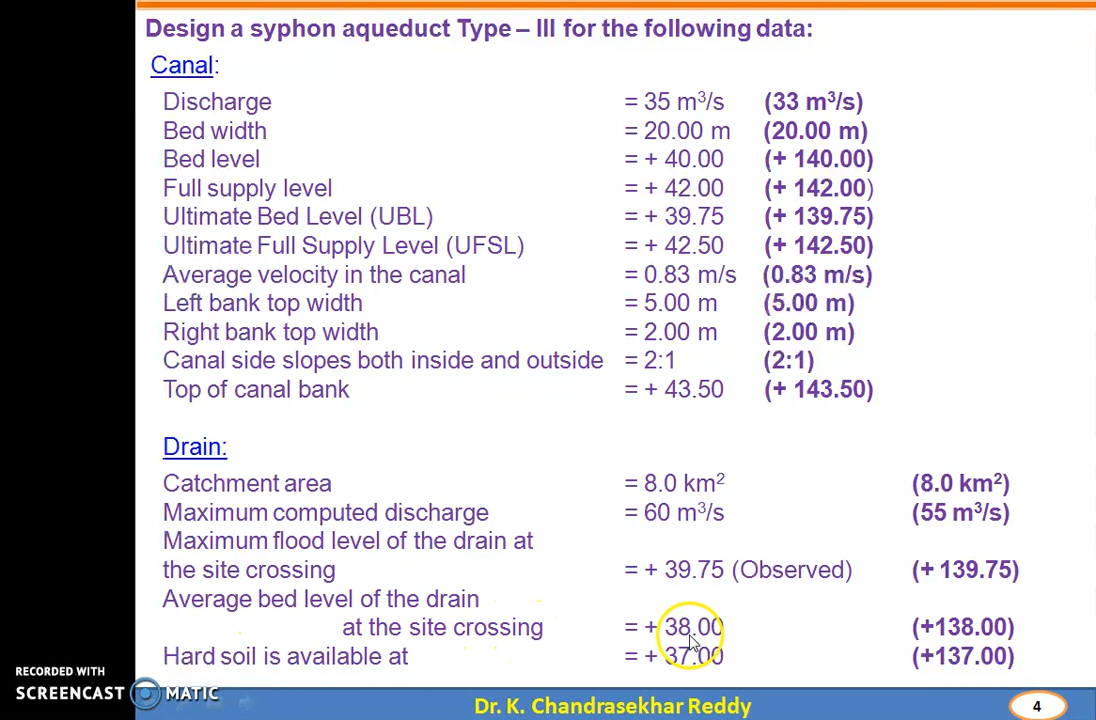 Design a syphon aqueduct Type – III for the following data:
Canal:
Discharge = 35 m³/s (33 m³/s)
Bed width = 20.00 m (20.00 m)
Bed level = + 40.00 (+ 140.00)
Full supply level = + 42.00 (+ 142.00)
Ultimate Bed Level (UBL) = + 39.75 (+ 139.75)
Ultimate Full Supply Level (UFSL) = + 42.50 (+ 142.50)
Average velocity in the canal = 0.83 m/s (0.83 m/s)
Left bank top width = 5.00 m (5.00 m)
Right bank top width = 2.00 m (2.00 m)
Canal side slopes both inside and outside = 2:1 (2:1)
Top of canal bank = + 43.50 (+ 143.50)
Drain:
Catchment area = 8.0 km² (8.0 km²)
Maximum computed discharge = 60 m³/s (55 m³/s)
Maximum flood level of the drain at
the site crossing = + 39.75 (Observed) (+ 139.75)
Average bed level of the drain
at the site crossing = + 38.00 (+138.00)
Hard soil is available at = + 37.00 (+137.00)
RECORDED WITH
SCREENCAST MATIC
Dr. K. Chandrasekhar Reddy
4